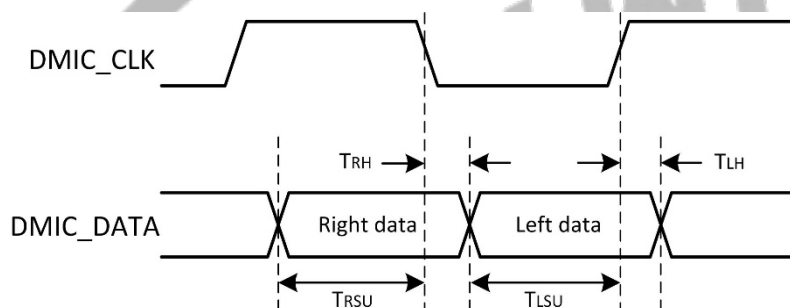 DMIC_CLK
TRH
TLH
DMIC_DATA
Right data
Left data
TRSU
TLSU